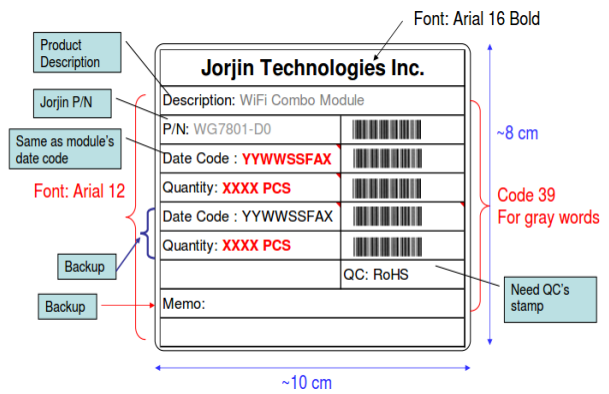 Font: Arial 16 Bold
Product
Description
Jorjin Technologies Inc.
Description: WiFi Combo Module
Jorjin P/N
P/N: WG7801-D0
~8 cm
Same as module's
date code
Date Code : YYWWSSFAX
Font: Arial 12
Quantity: XXXX PCS
Code 39
For gray words
Date Code : YYWWSSFAX
Quantity: XXXX PCS
Backup
QC: RoHS
Need QC's
stamp
Backup
Memo:
~10 cm